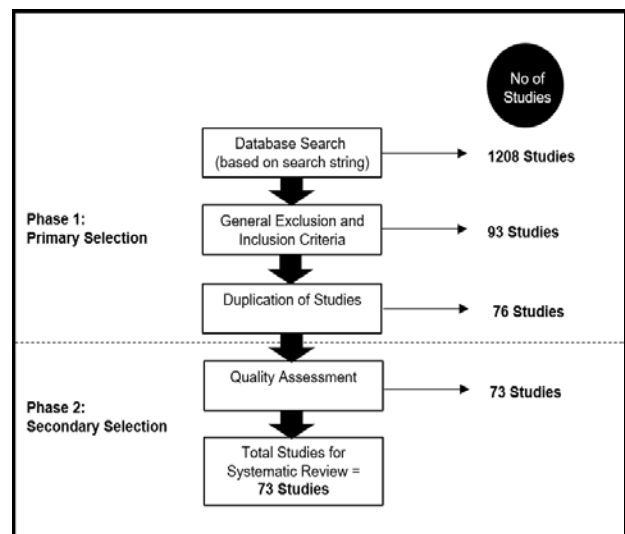 No of
Studies
Database Search
(based on search string)
1208 Studies
Phase 1:
Primary Selection
General Exclusion and
Inclusion Criteria
93 Studies
Duplication of Studies
76 Studies
Phase 2:
Secondary Selection
Quality Assessment
73 Studies
Total Studies for
Systematic Review =
73 Studies